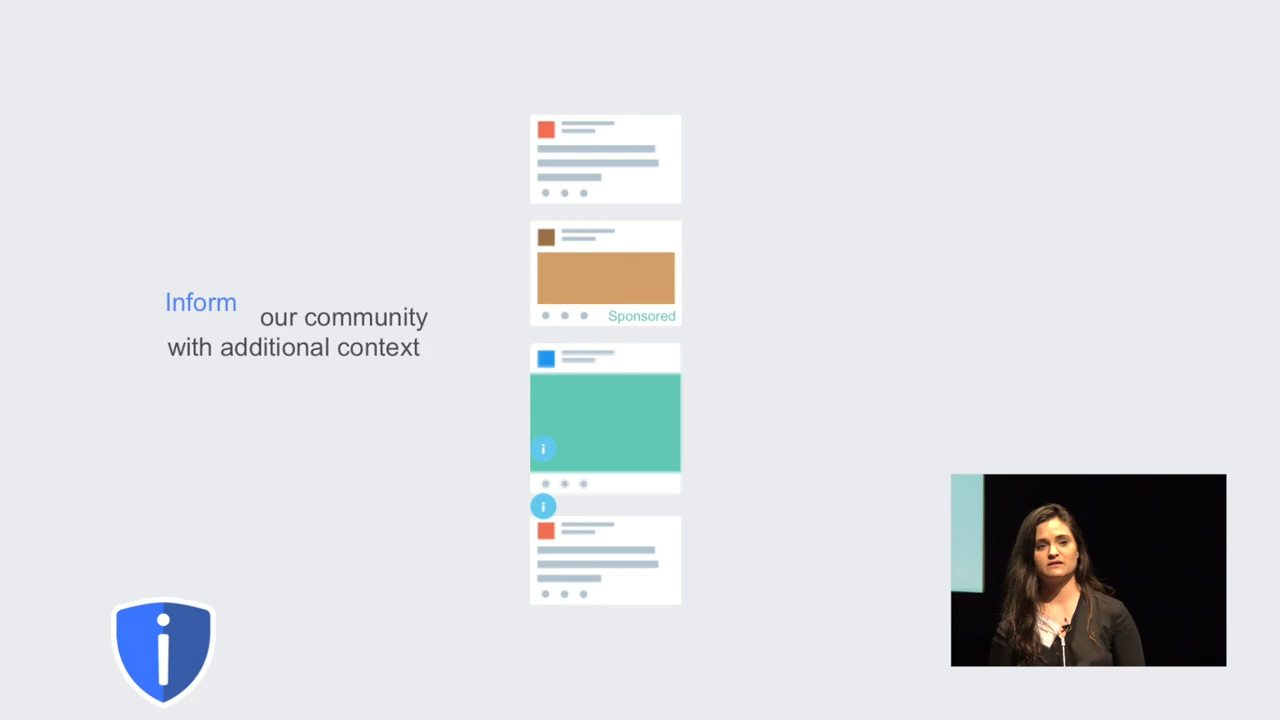 Inform
our community
with additional context
Sponsored
i
i
i